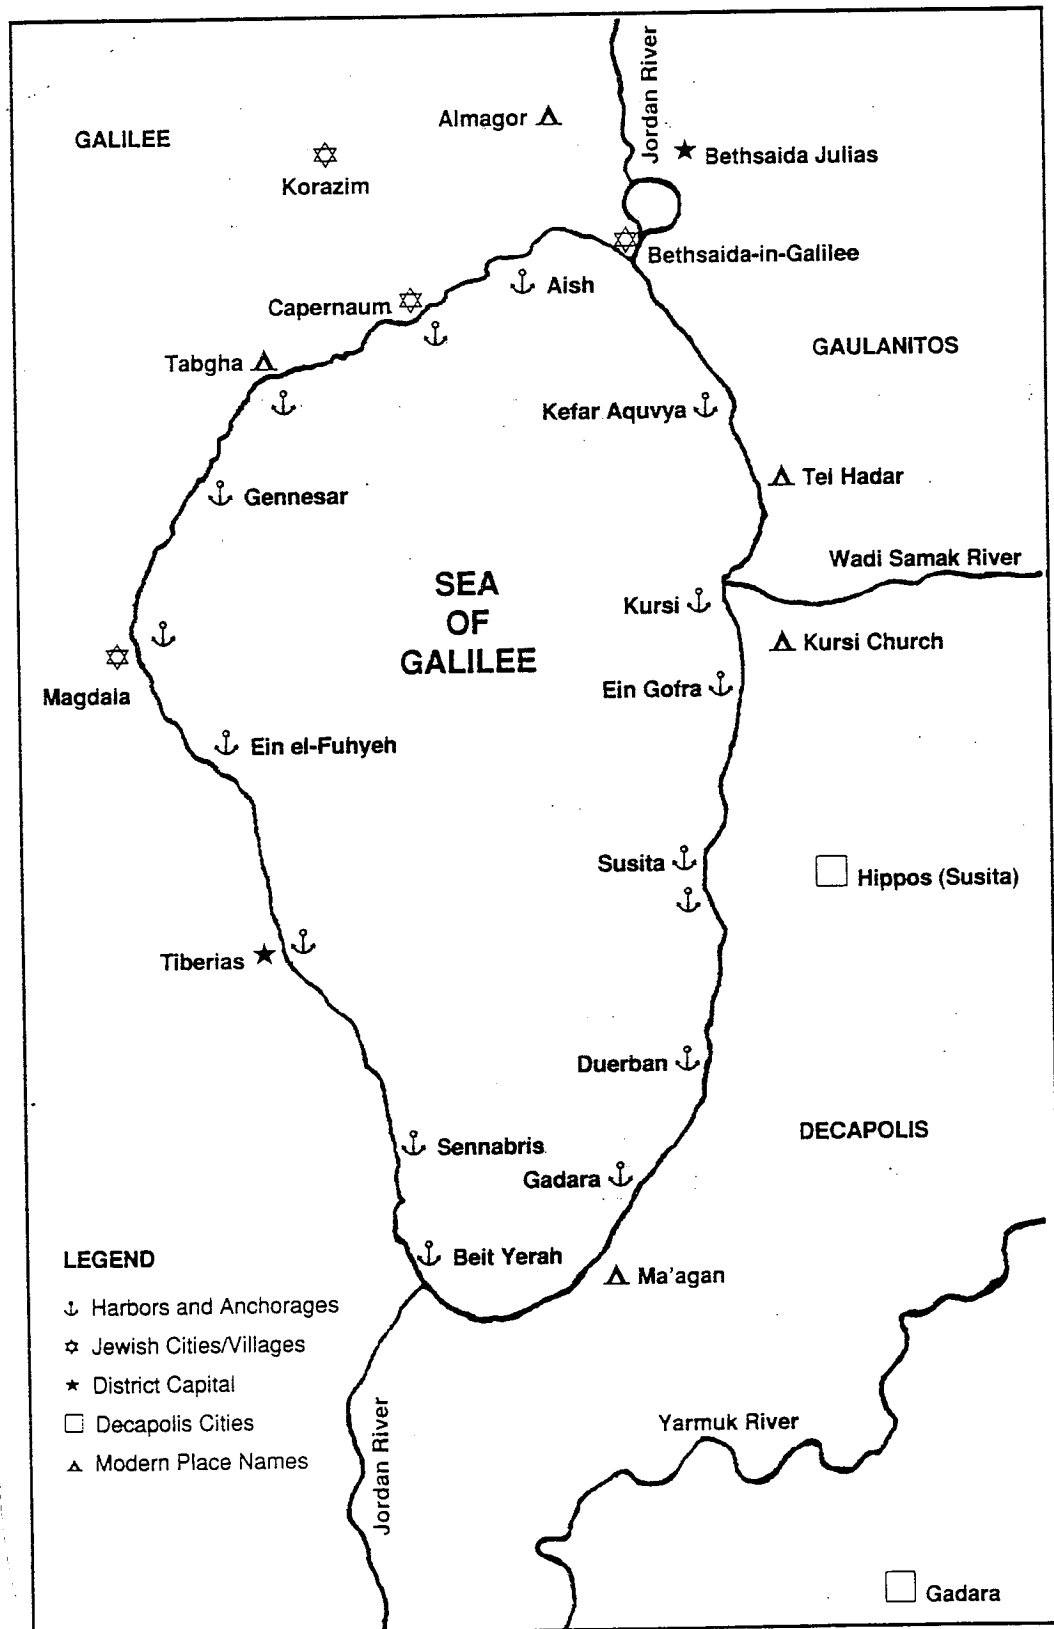 Jordan River
Almagor
GALILEE
Bethsaida Julias
Korazim
Bethsaida-in-Galilee
Aish
Capernaum
GAULANITOS
Tabgha
Kefar Aquvya
Tel Hadar
Gennesar
Wadi Samak River
SEA
OF
GALILEE
Kursi
Kursi Church
Magdala
Ein Gofra
Ein el-Fuhyeh
Susita
Hippos (Susita)
Tiberias
Duerban
DECAPOLIS
Sennabris
Gadara
Beit Yerah
Ma'agan
LEGEND
Harbors and Anchorages
Jewish Cities/Villages
District Capital
Decapolis Cities
Modern Place Names
Jordan River
Yarmuk River
Gadara